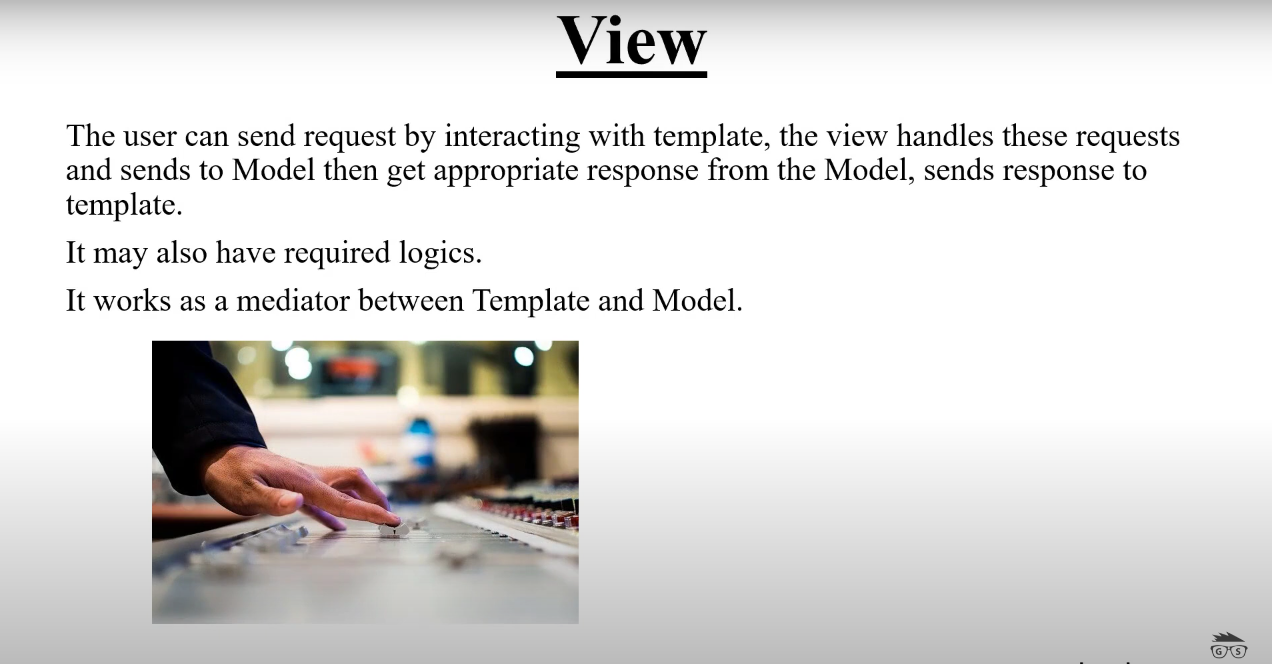 View
The user can send request by interacting with template, the view handles these requests
and sends to Model then get appropriate response from the Model, sends response to
template.
It may also have required logics.
It works as a mediator between Template and Model.
G S